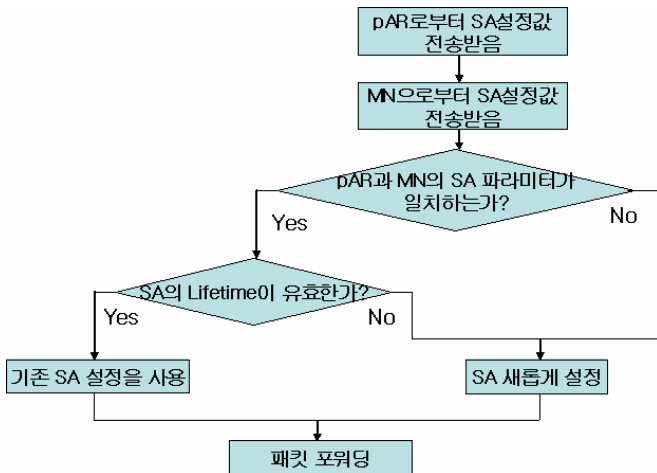 pAR로부터 SA설정값
전송받음
MN으로부터 SA설정값
전송받음
pAR과 MN의 SA 파라미터가
일치하는가?
Yes
No
SA의 Lifetime이 유효한가?
Yes
No
기존 SA 설정을 사용
SA 새롭게 설정
패킷 포워딩